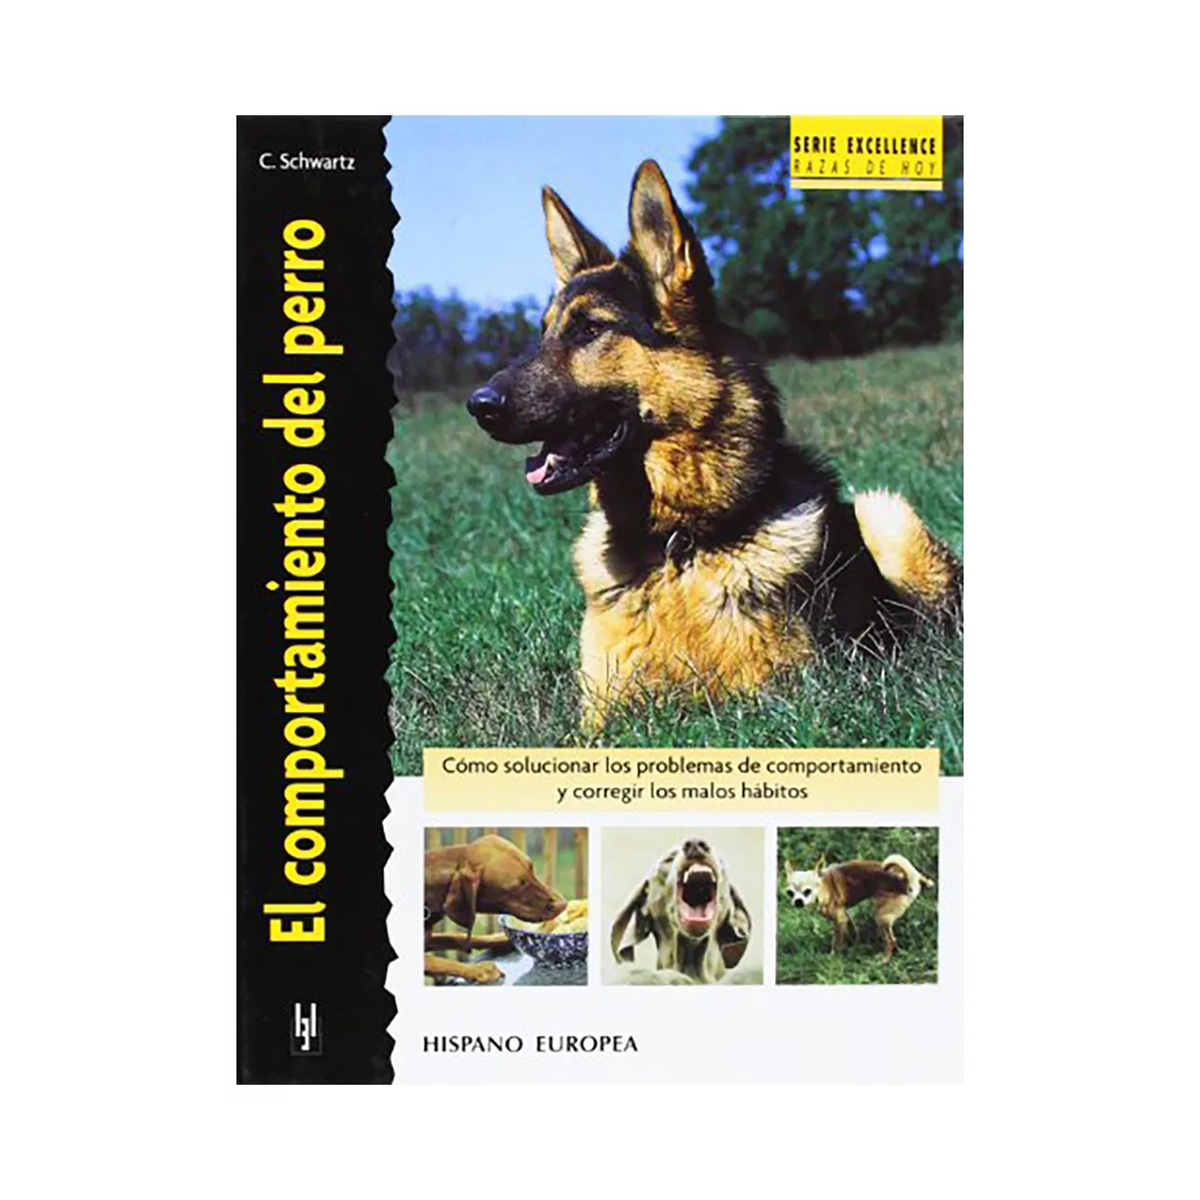 C. Schwartz
El comportamiento del perro
SERIE EXCELLENCE
RAZAS DE HOY
Cómo solucionar los problemas de comportamiento
y corregir los malos hábitos
HISPANO EUROPEA